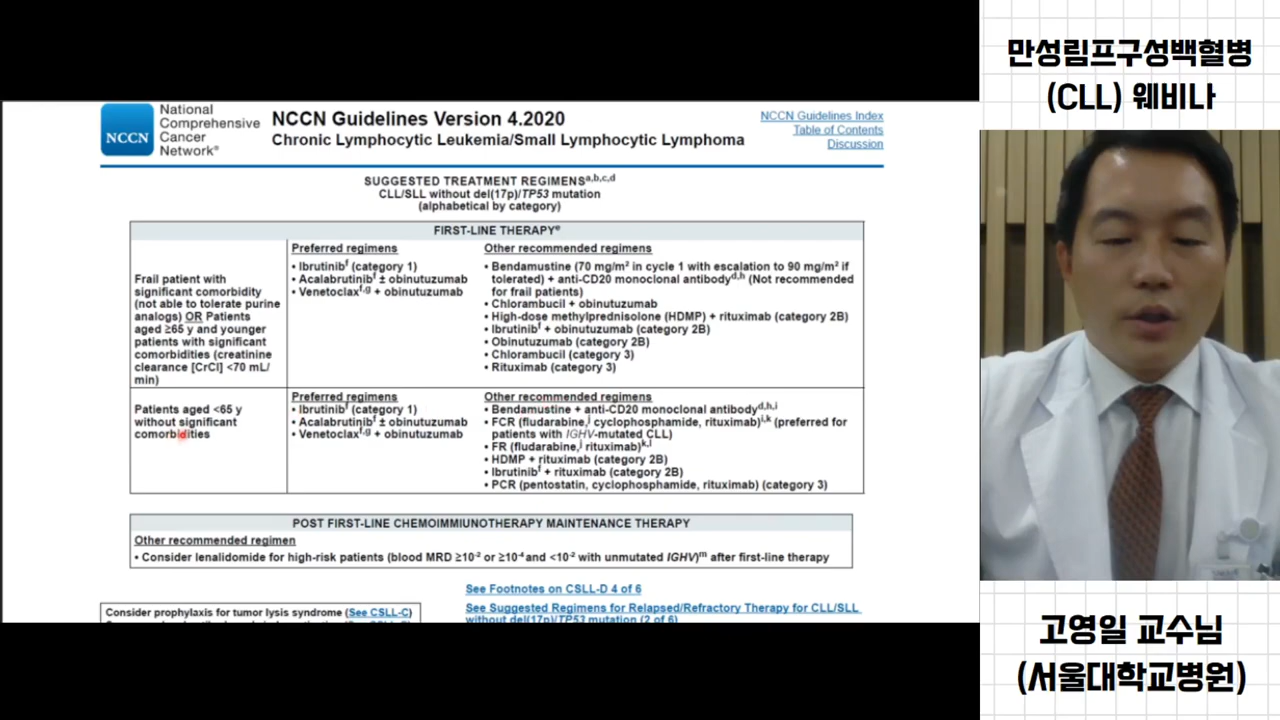 National
Comprehensive
Cancer
Network®
NCCN
NCCN Guidelines Version 4.2020
Chronic Lymphocytic Leukemia/Small Lymphocytic Lymphoma
NCCN Guidelines Index
Table of Contents
Discussion
SUGGESTED TREATMENT REGIMENSa,b,c,d
CLL/SLL without del(17p)/TP53 mutation
(alphabetical by category)
FIRST-LINE THERAPYe
Frail patient with
significant comorbidity
(not able to tolerate purine
analogs) OR Patients
aged ≥65 y and younger
patients with significant
comorbidities (creatinine
clearance [CrCl] <70 mL/
min)
Preferred regimens
• Ibrutinibf (category 1)
• Acalabrutinibf ± obinutuzumab
• Venetoclaxf,g + obinutuzumab
Other recommended regimens
• Bendamustine (70 mg/m² in cycle 1 with escalation to 90 mg/m² if
tolerated) + anti-CD20 monoclonal antibodyd,h (Not recommended
for frail patients)
• Chlorambucil + obinutuzumab
• High-dose methylprednisolone (HDMP) + rituximab (category 2B)
• Ibrutinibf + obinutuzumab (category 2B)
• Obinutuzumab (category 2B)
• Chlorambucil (category 3)
• Rituximab (category 3)
Patients aged <65 y
without significant
comorbidities
Preferred regimens
• Ibrutinibf (category 1)
• Acalabrutinibf ± obinutuzumab
• Venetoclaxf,g + obinutuzumab
Other recommended regimens
• Bendamustine + anti-CD20 monoclonal antibodyd,h,i
• FCR (fludarabine,j cyclophosphamide, rituximab)i,k (preferred for
patients with IGHV-mutated CLL)
• FR (fludarabine,j rituximab)k,l
• HDMP + rituximab (category 2B)
• Ibrutinibf + rituximab (category 2B)
• PCR (pentostatin, cyclophosphamide, rituximab) (category 3)
POST FIRST-LINE CHEMOIMMUNOTHERAPY MAINTENANCE THERAPY
Other recommended regimen
• Consider lenalidomide for high-risk patients (blood MRD ≥10-2 or ≥10-4 and <10-2 with unmutated IGHV)m after first-line therapy
See Footnotes on CSLL-D 4 of 6
See Suggested Regimens for Relapsed/Refractory Therapy for CLL/SLL
without del(17p)/TP53 mutation (2 of 6)
Consider prophylaxis for tumor lysis syndrome (See CSLL-C)
만성림프구성백혈병
(CLL) 웨비나
고영일 교수님
(서울대학교병원)